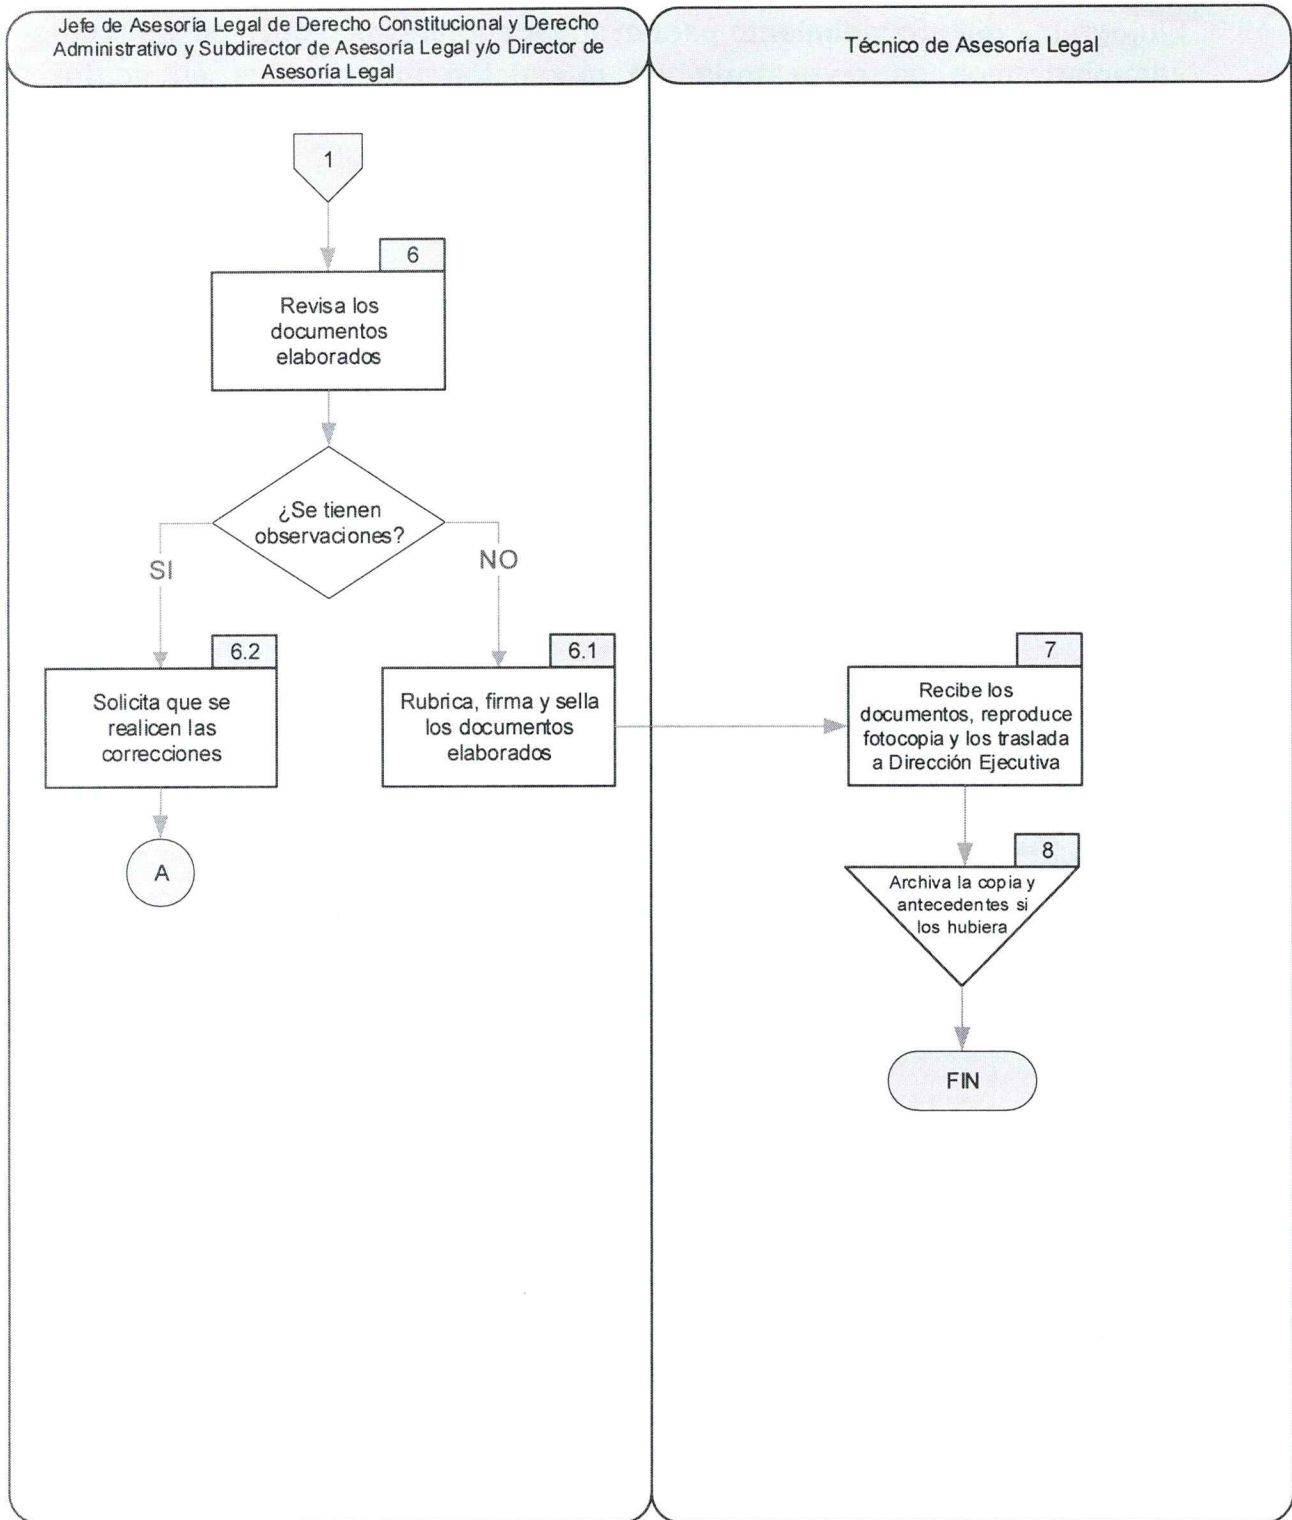 Jefe de Asesoría Legal de Derecho Constitucional y Derecho
Administrativo y Subdirector de Asesoría Legal y/o Director de
Asesoría Legal
Técnico de Asesoría Legal
1
6
Revisa los
documentos
elaborados
¿Se tienen
observaciones?
SI
NO
6.2
Solicita que se
realicen las
correcciones
6.1
Rubrica, firma y sella
los documentos
elaborados
7
Recibe los
documentos, reproduce
fotocopia y los traslada
a Dirección Ejecutiva
A
8
Archiva la copia y
antecedentes si
los hubiera
FIN